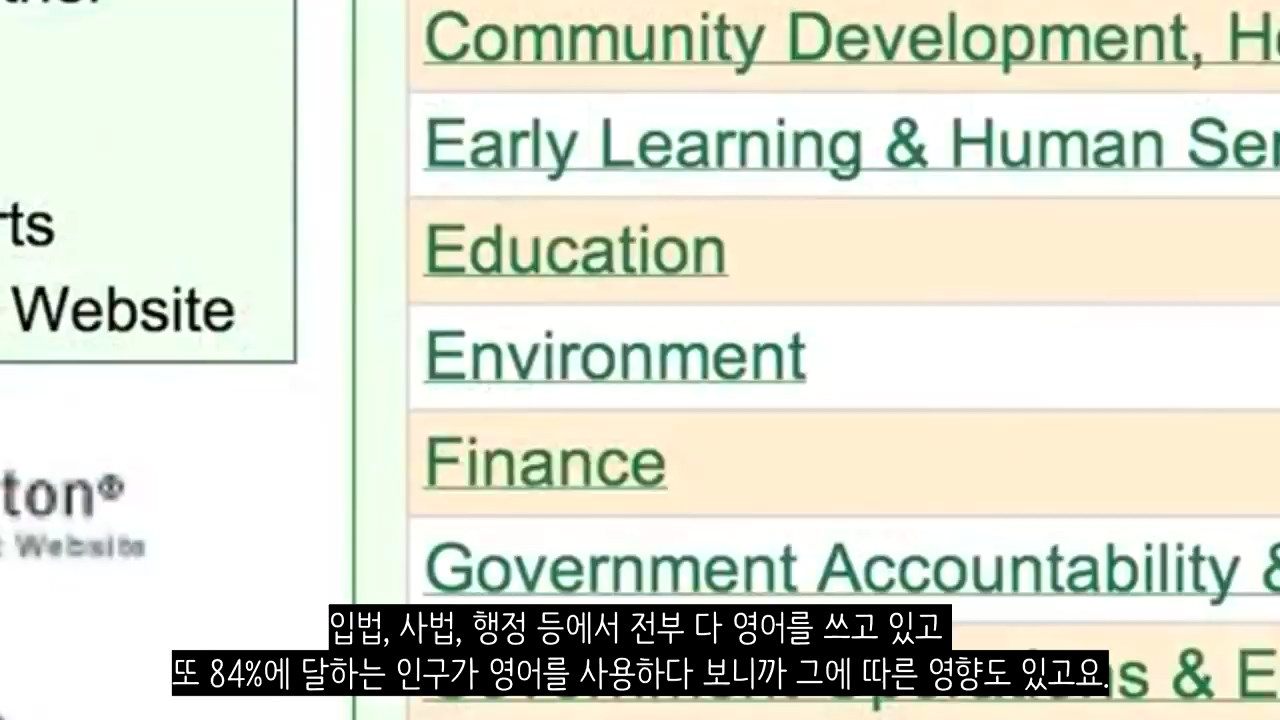 Community Development,
Early Learning & Human
Education
Environment
Finance
Government Accountability &
& E
rts
Website
ton®
Website
입법, 사법, 행정 등에서 전부 다 영어를 쓰고 있고
또 84%에 달하는 인구가 영어를 사용하다 보니까 그에 따른 영향도 있고요.